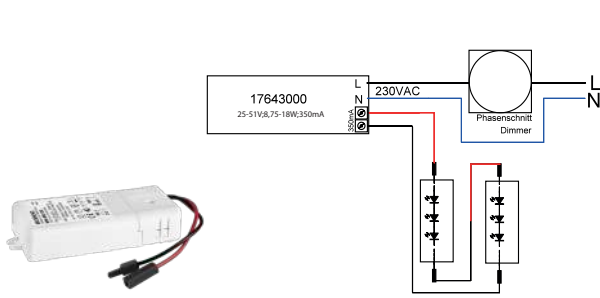 L
L
N
230VAC
N
17643000
25-51V;8,75-18W;350mA
350mA
Phasenschnitt
Dimmer